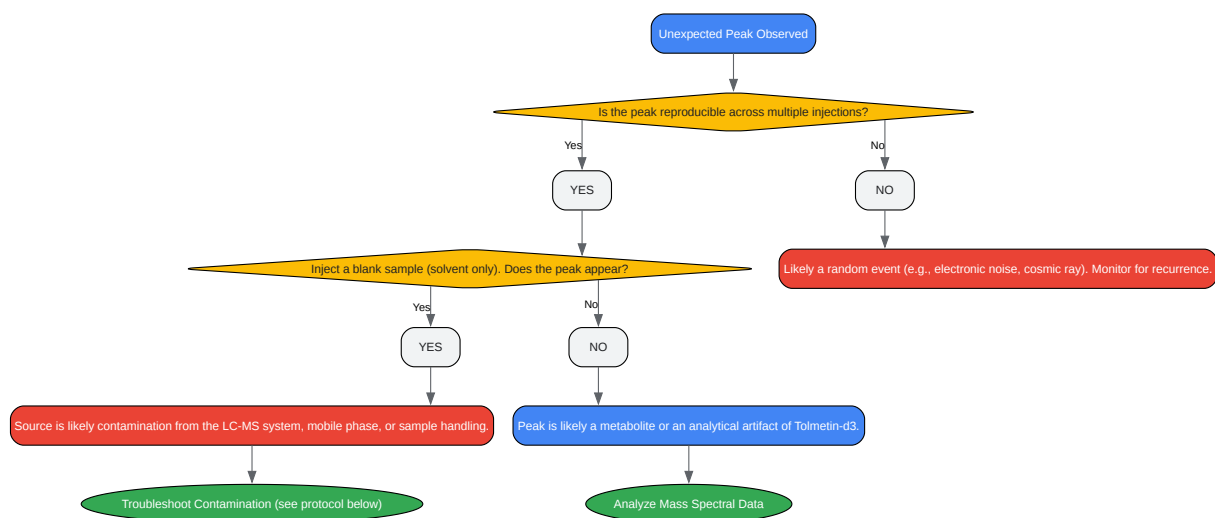 Unexpected Peak Observed
Is the peak reproducible across multiple injections?
Yes
No
YES
NO
Inject a blank sample (solvent only). Does the peak appear?
Likely a random event (e.g., electronic noise, cosmic ray). Monitor for recurrence.
Yes
No
YES
NO
Source is likely contamination from the LC-MS system, mobile phase, or sample handling.
Peak is likely a metabolite or an analytical artifact of Tolmetin-d3.
Troubleshoot Contamination (see protocol below)
Analyze Mass Spectral Data